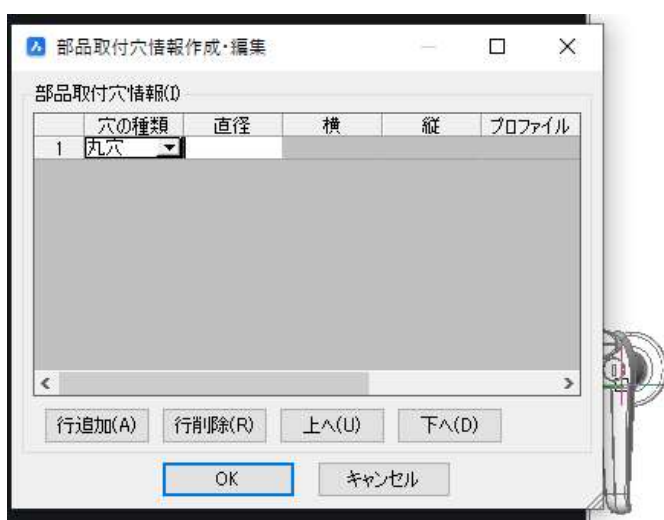 部品取付穴情報作成・編集
部品取付穴情報(I)
穴の種類 直径 横 縦 プロファイル
1 丸穴
行追加(A) 行削除(R) 上へ(U) 下へ(D)
OK キャンセル